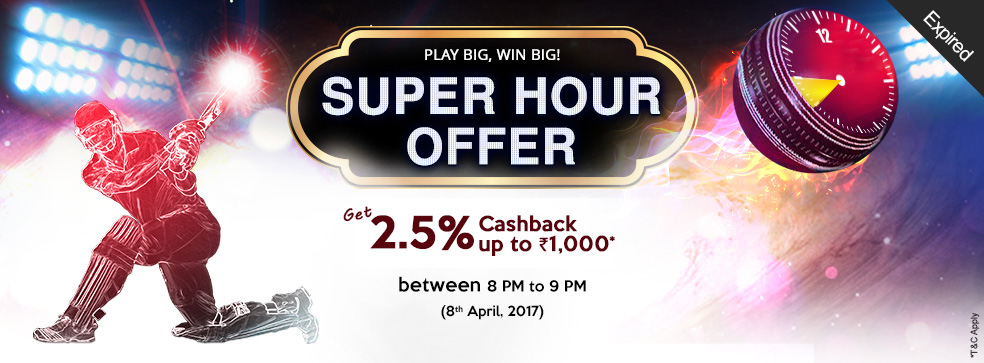 PLAY BIG, WIN BIG!
SUPER HOUR
OFFER
Expired
12
Get 2.5% Cashback
up to ₹1,000*
between 8 PM to 9 PM
(8th April, 2017)
*T&C Apply